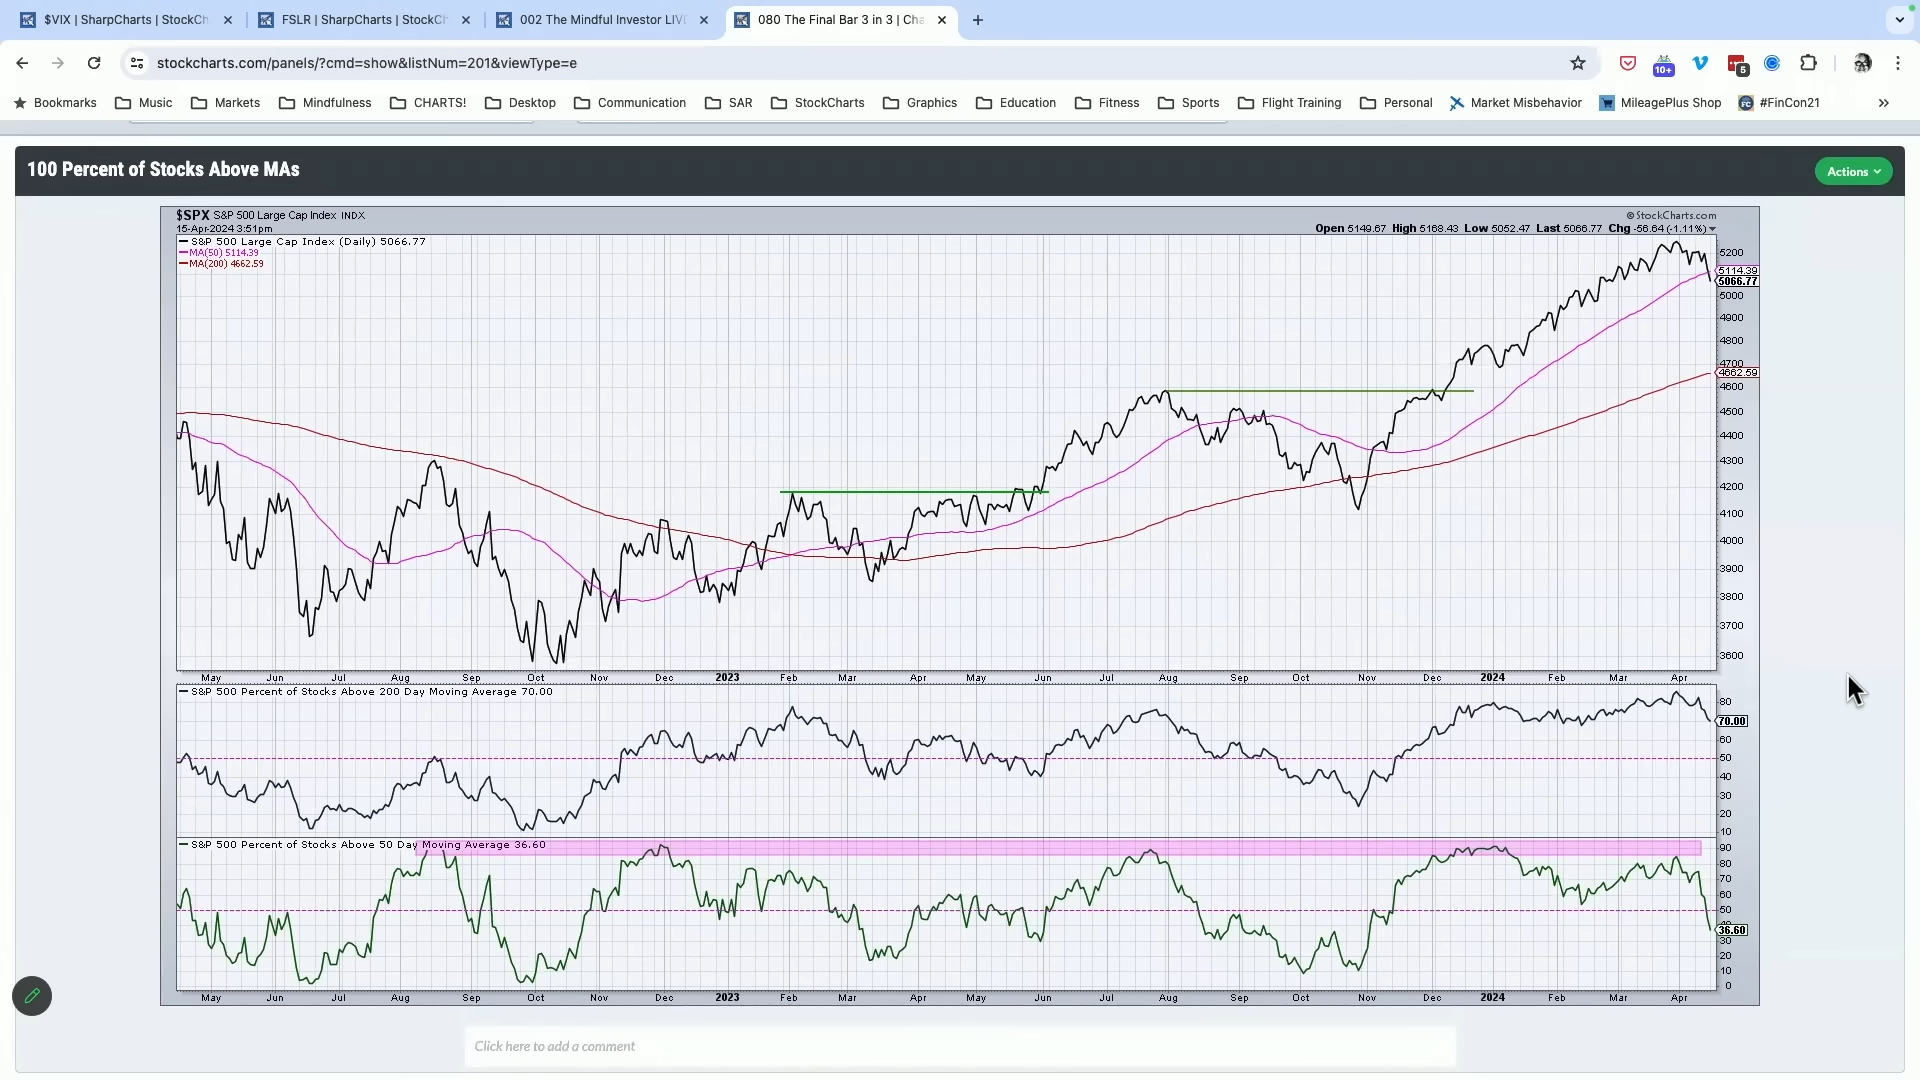 $VIX | SharpCharts | StockCh
FSLR | SharpCharts | StockCh
002 The Mindful Investor LIVE
080 The Final Bar 3 in 3 | Cha
stockcharts.com/panels/?cmd=show&listNum=201&viewType=e
10+
5
Bookmarks Music Markets Mindfulness CHARTS! Desktop Communication SAR StockCharts Graphics Education Fitness Sports Flight Training Personal Market Misbehavior MileagePlus Shop #FinCon21
100 Percent of Stocks Above MAs
Actions
$SPX S&P 500 Large Cap Index INDX
© StockCharts.com
15-Apr-2024 3:51pm
Open 5149.67 High 5168.43 Low 5052.47 Last 5066.77 Chg -56.64 (-1.11%)
S&P 500 Large Cap Index (Daily) 5066.77
MA(50) 5114.39
MA(200) 4662.59
5200
5114.39
5066.77
5000
4900
4800
4700
4662.59
4600
4500
4400
4300
4200
4100
4000
3900
3800
3700
3600
May Jun Jul Aug Sep Oct Nov Dec 2023 Feb Mar Apr May Jun Jul Aug Sep Oct Nov Dec 2024 Feb Mar Apr
S&P 500 Percent of Stocks Above 200 Day Moving Average 70.00
80
70.00
60
50
40
30
20
10
S&P 500 Percent of Stocks Above 50 Day Moving Average 36.60
90
80
70
60
50
36.60
30
20
10
0
May Jun Jul Aug Sep Oct Nov Dec 2023 Feb Mar Apr May Jun Jul Aug Sep Oct Nov Dec 2024 Feb Mar Apr
Click here to add a comment